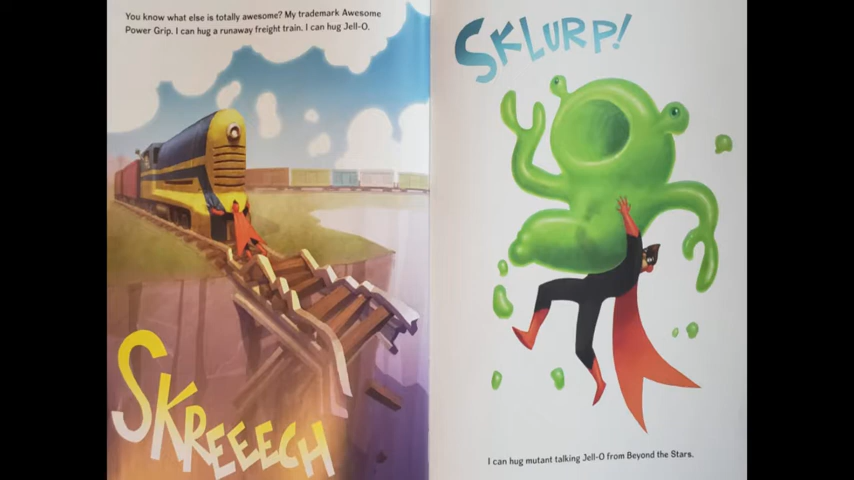 You know what else is totally awesome? My trademark Awesome
Power Grip. I can hug a runaway freight train. I can hug Jell-O.
SKREEECH
SKLURP!
I can hug mutant talking Jell-O from Beyond the Stars.